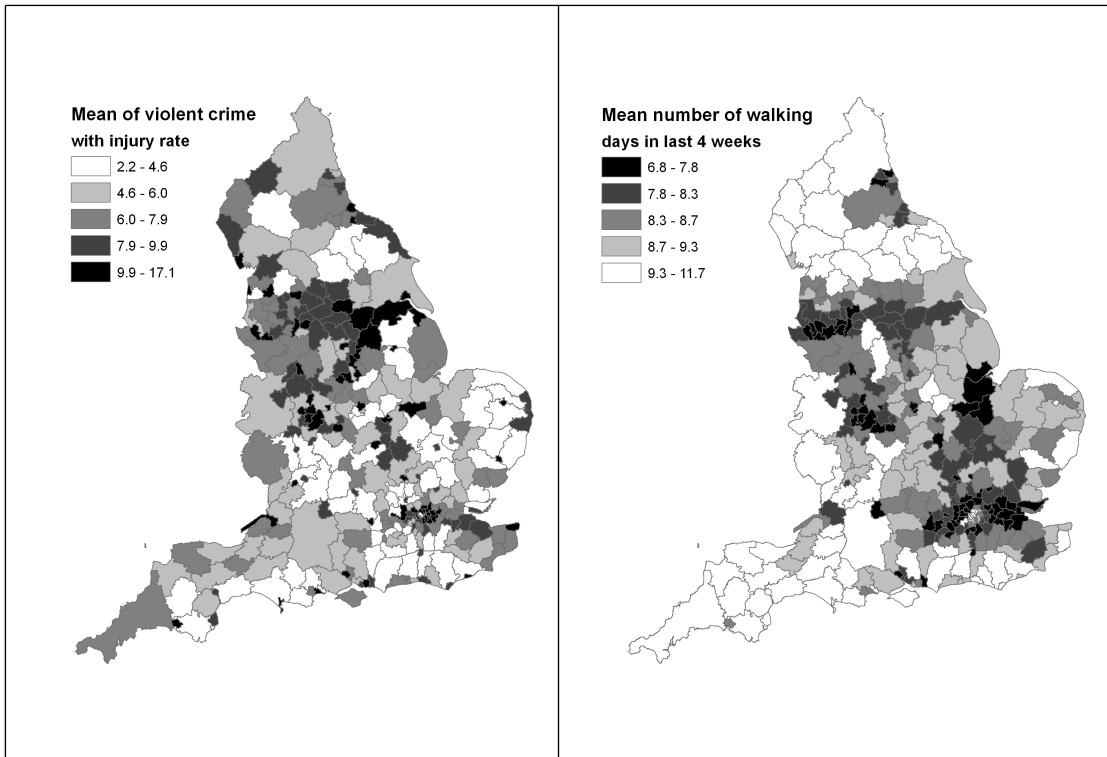 Mean of violent crime
with injury rate
2.2 - 4.6
4.6 - 6.0
6.0 - 7.9
7.9 - 9.9
9.9 - 17.1
Mean number of walking
days in last 4 weeks
6.8 - 7.8
7.8 - 8.3
8.3 - 8.7
8.7 - 9.3
9.3 - 11.7